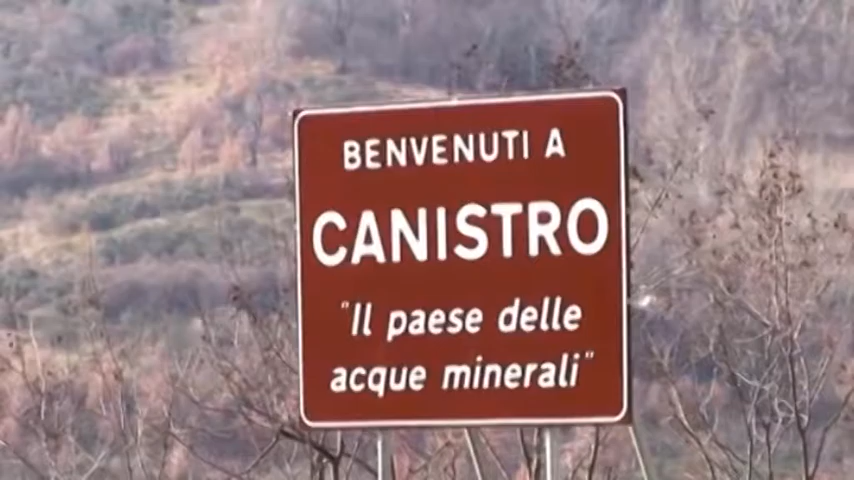 BENVENUTI A
CANISTRO
"Il paese delle
acque minerali"